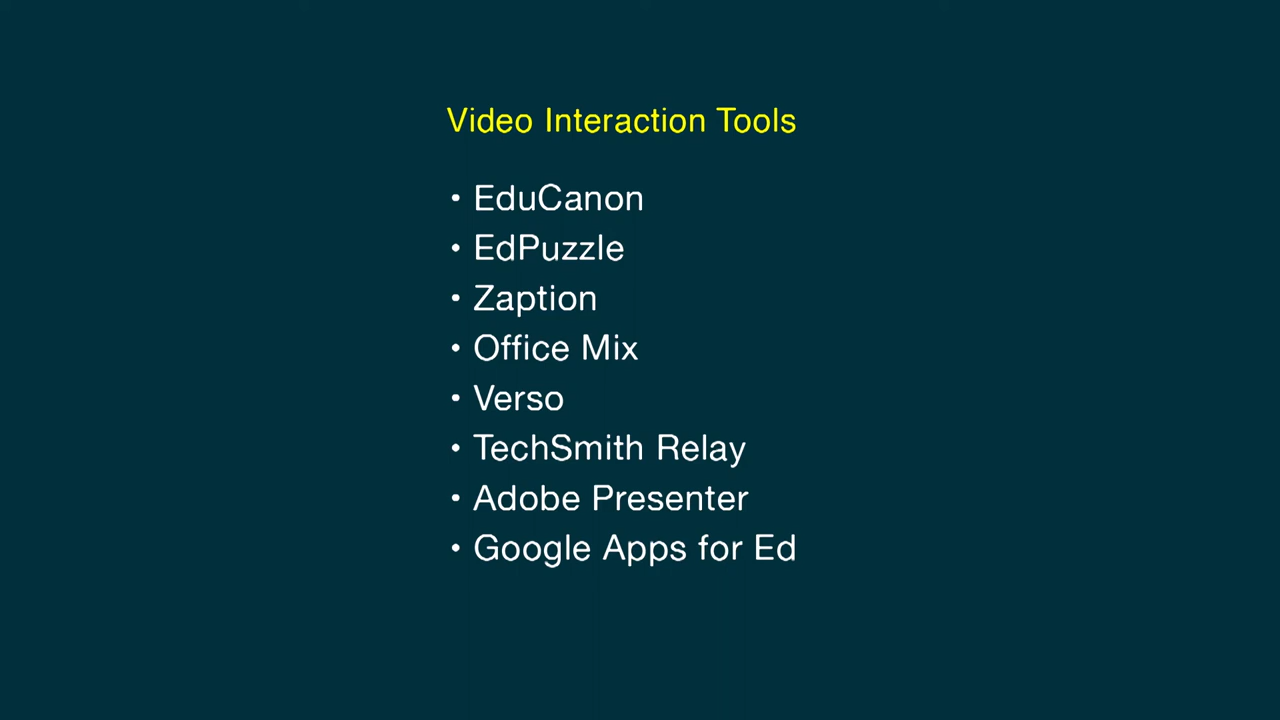 Video Interaction Tools
• EduCanon
• EdPuzzle
• Zaption
• Office Mix
• Verso
• TechSmith Relay
• Adobe Presenter
• Google Apps for Ed